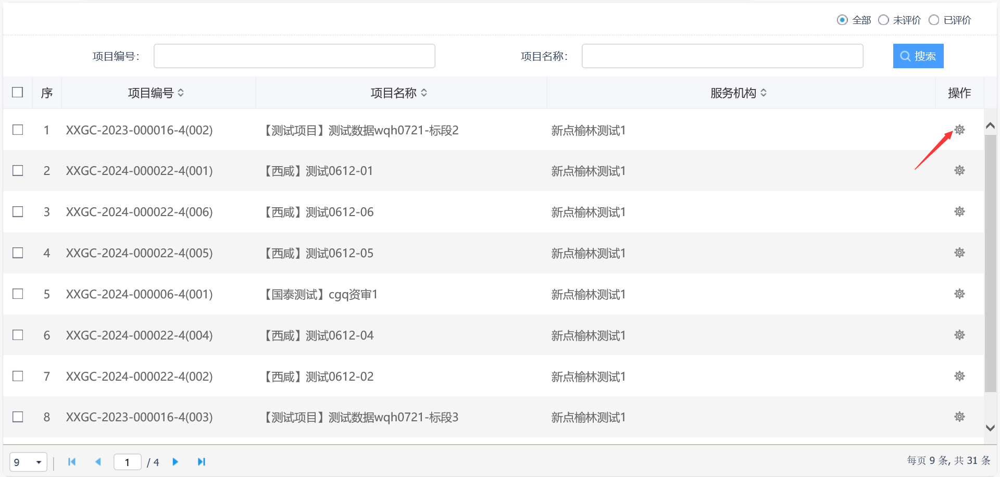 全部 未评价 已评价
项目编号： 项目名称： 搜索
序 项目编号 项目名称 服务机构 操作
1 XXGC-2023-000016-4(002) 【测试项目】测试数据wqh0721-标段2 新点榆林测试1
2 XXGC-2024-000022-4(001) 【西咸】测试0612-01 新点榆林测试1
3 XXGC-2024-000022-4(006) 【西咸】测试0612-06 新点榆林测试1
4 XXGC-2024-000022-4(005) 【西咸】测试0612-05 新点榆林测试1
5 XXGC-2024-000006-4(001) 【国泰测试】cgq资审1 新点榆林测试1
6 XXGC-2024-000022-4(004) 【西咸】测试0612-04 新点榆林测试1
7 XXGC-2024-000022-4(002) 【西咸】测试0612-02 新点榆林测试1
8 XXGC-2023-000016-4(003) 【测试项目】测试数据wqh0721-标段3 新点榆林测试1
9 1 / 4 每页 9 条, 共 31 条